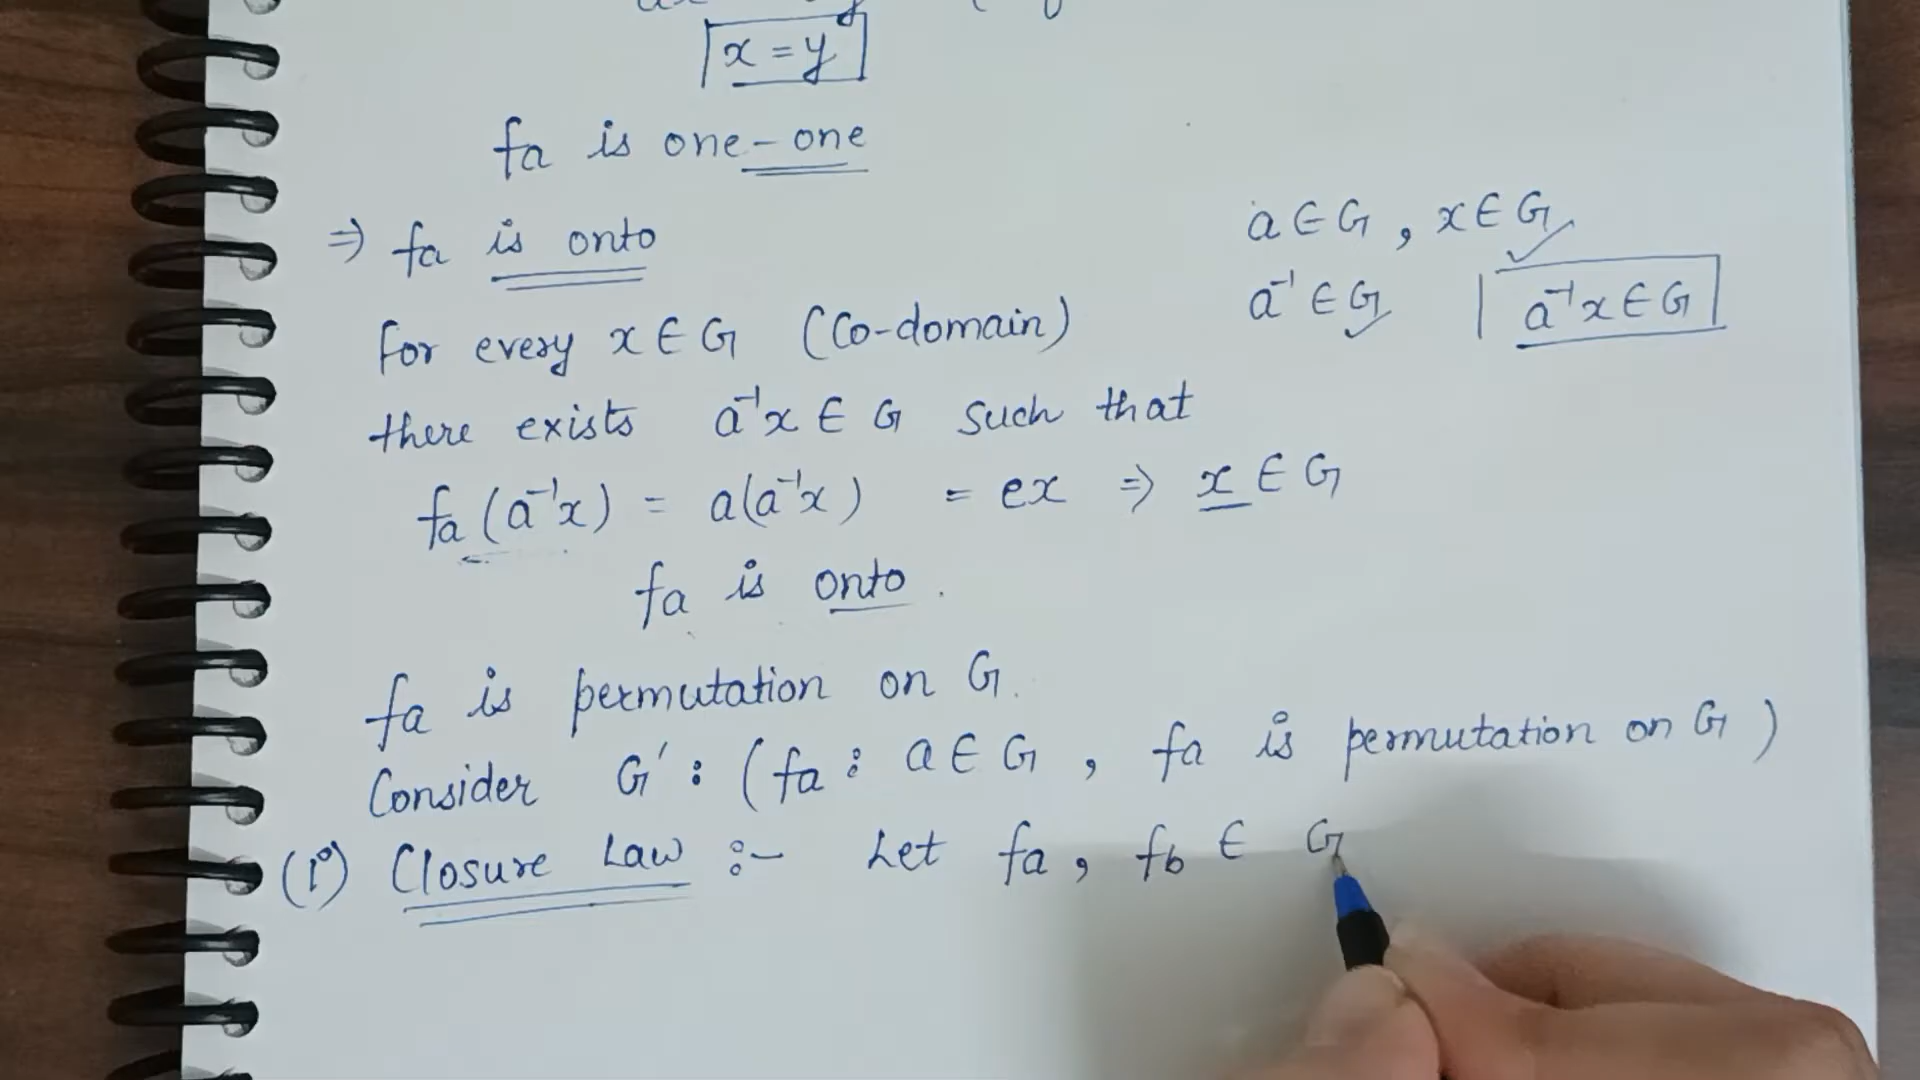 x = y
fa is one-one
⇒ fa is onto
a ∈ G, x ∈ G
a⁻¹ ∈ G
a⁻¹x ∈ G
for every x ∈ G (Co-domain)
there exists a⁻¹x ∈ G such that
fa(a⁻¹x) = a(a⁻¹x) = ex ⇒ x ∈ G
fa is onto.
fa is permutation on G.
Consider G' : (fa : a ∈ G, fa is permutation on G)
(i) Closure Law :- Let fa, fb ∈ G